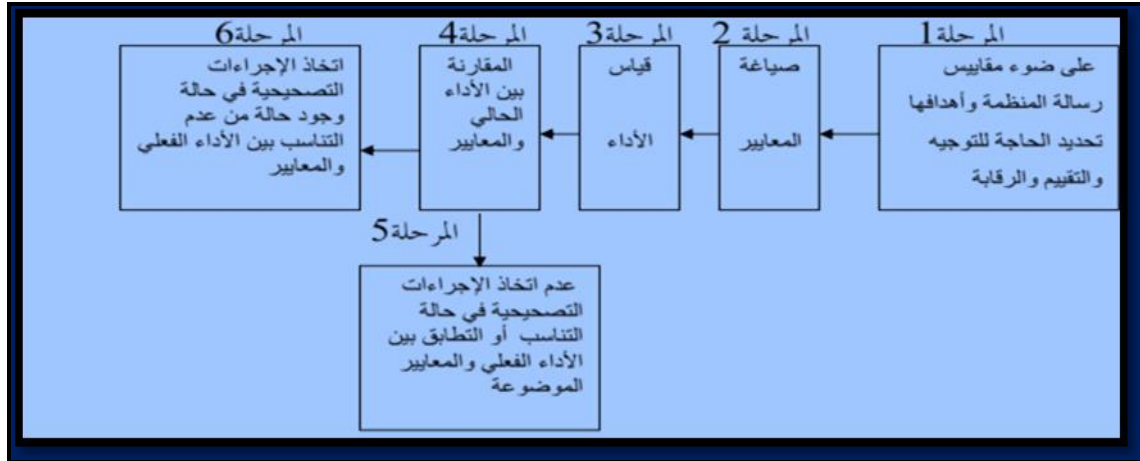 المرحلة1
على ضوء مقاييس
رسالة المنظمة وأهدافها
تحديد الحاجة للتوجيه
والتقييم والرقابة
المرحلة 2
صياغة
المعايير
المرحلة3
قياس
الأداء
المرحلة4
المقارنة
بين الأداء
الحالي
والمعايير
المرحلة5
عدم اتخاذ الإجراءات
التصحيحية في حالة
التناسب أو التطابق بين
الأداء الفعلي والمعايير
الموضوعة
المرحلة6
اتخاذ الإجراءات
التصحيحية في حالة
وجود حالة من عدم
التناسب بين الأداء الفعلي
والمعايير